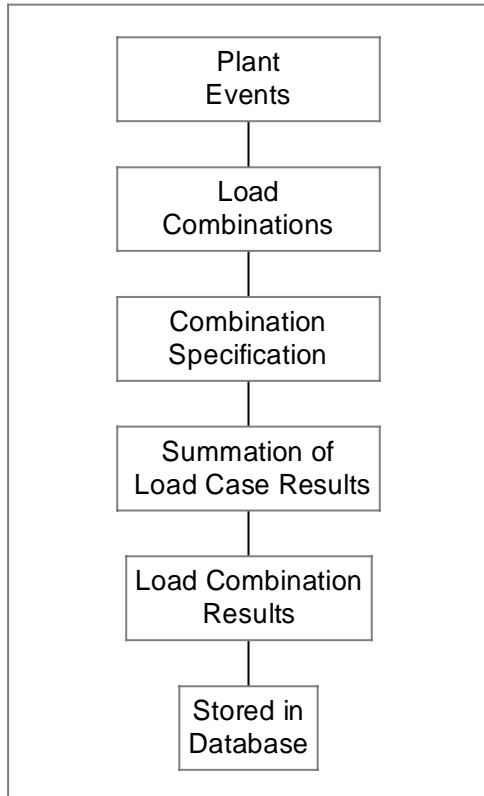 Plant
Events
Load
Combinations
Combination
Specification
Summation of
Load Case Results
Load Combination
Results
Stored in
Database